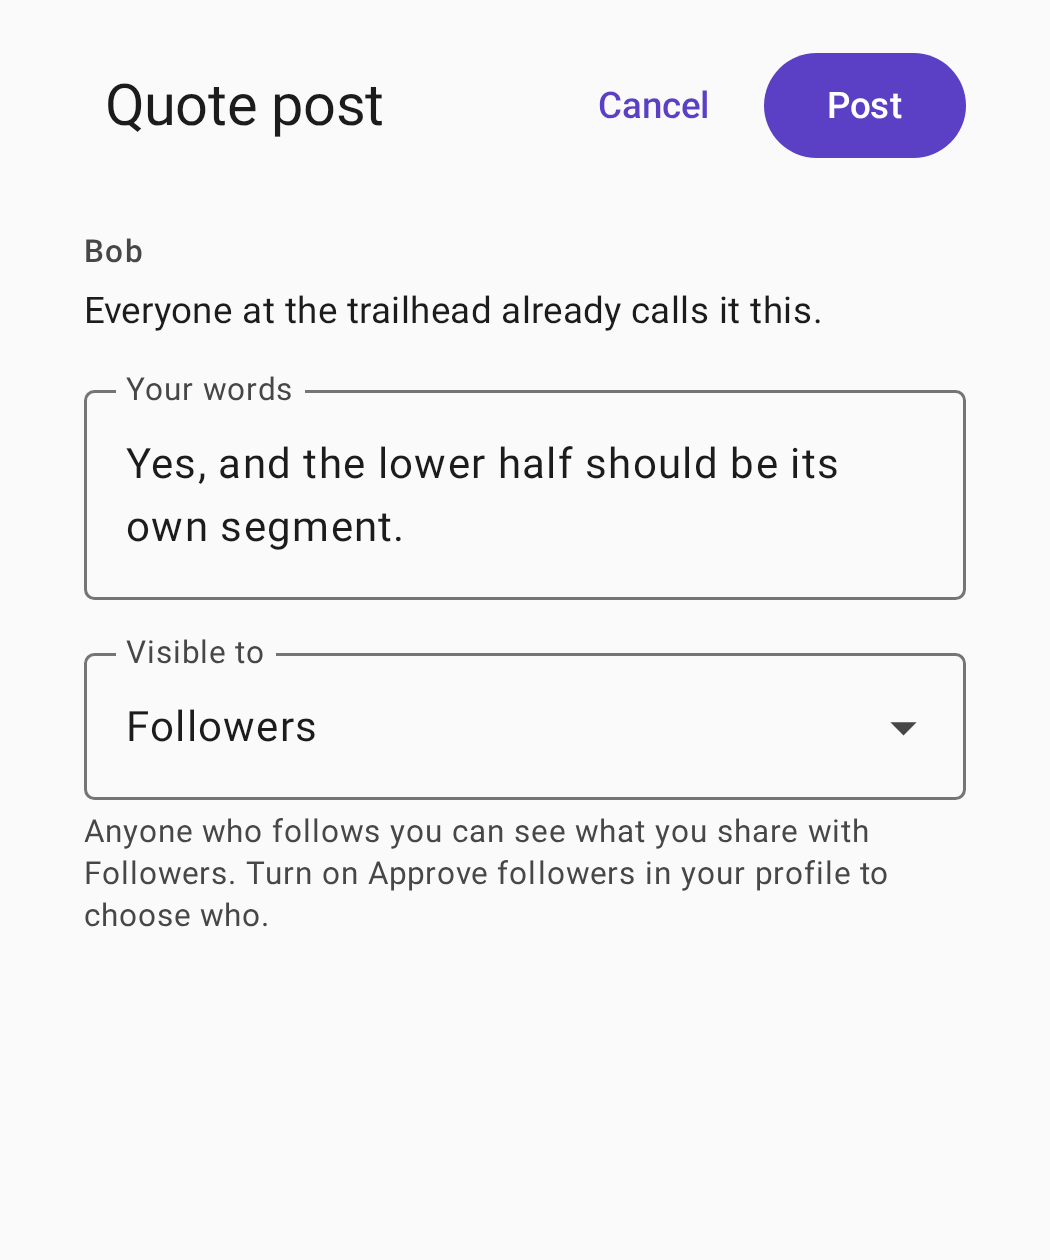 Quote post
Cancel
Post
Bob
Everyone at the trailhead already calls it this.
Your words
Yes, and the lower half should be its
own segment.
Visible to
Followers
Anyone who follows you can see what you share with
Followers. Turn on Approve followers in your profile to
choose who.